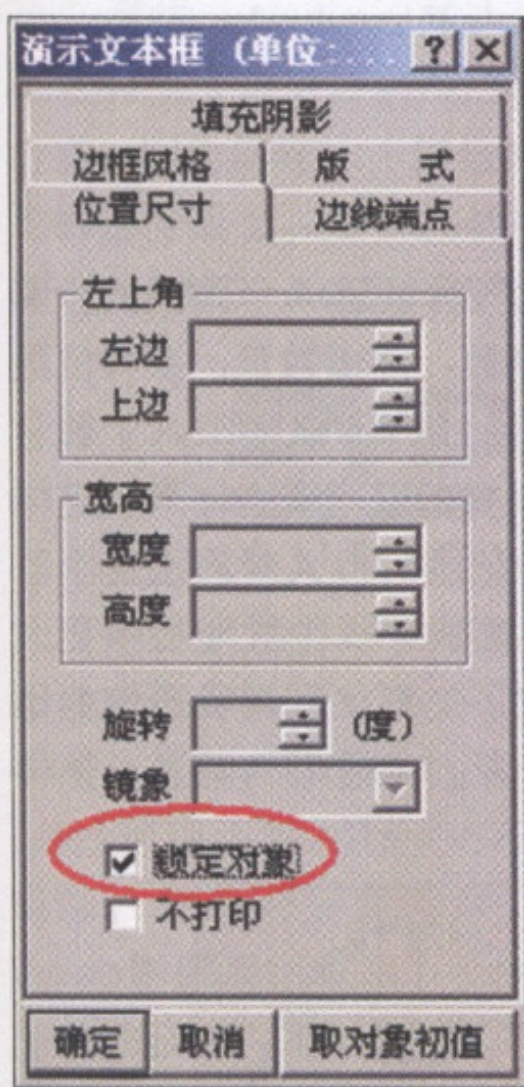 演示文本框 (单位:...
填充阴影
边框风格 版 式
位置尺寸 边线端点
左上角
左边
上边
宽高
宽度
高度
旋转 (度)
镜象
锁定对象
不打印
确定 取消 取对象初值